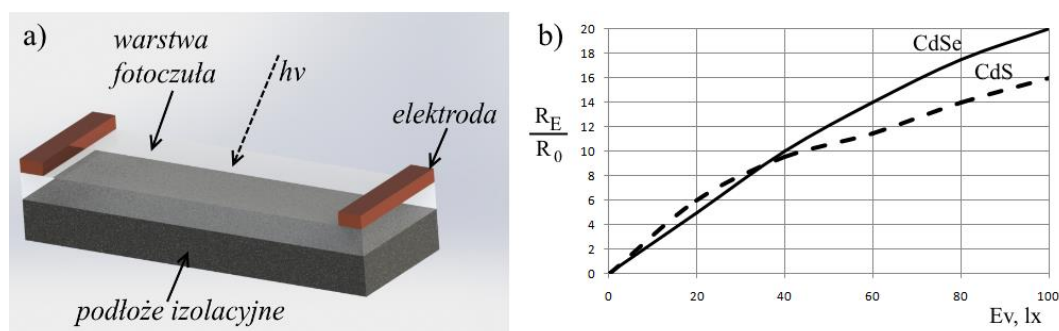 a)
warstwa
fotoczuła
hν
elektroda
podłoże izolacyjne
b)
R_E
R_0
20
18
16
14
12
10
8
6
4
2
0
CdSe
CdS
0 20 40 60 80 100
Ev, lx